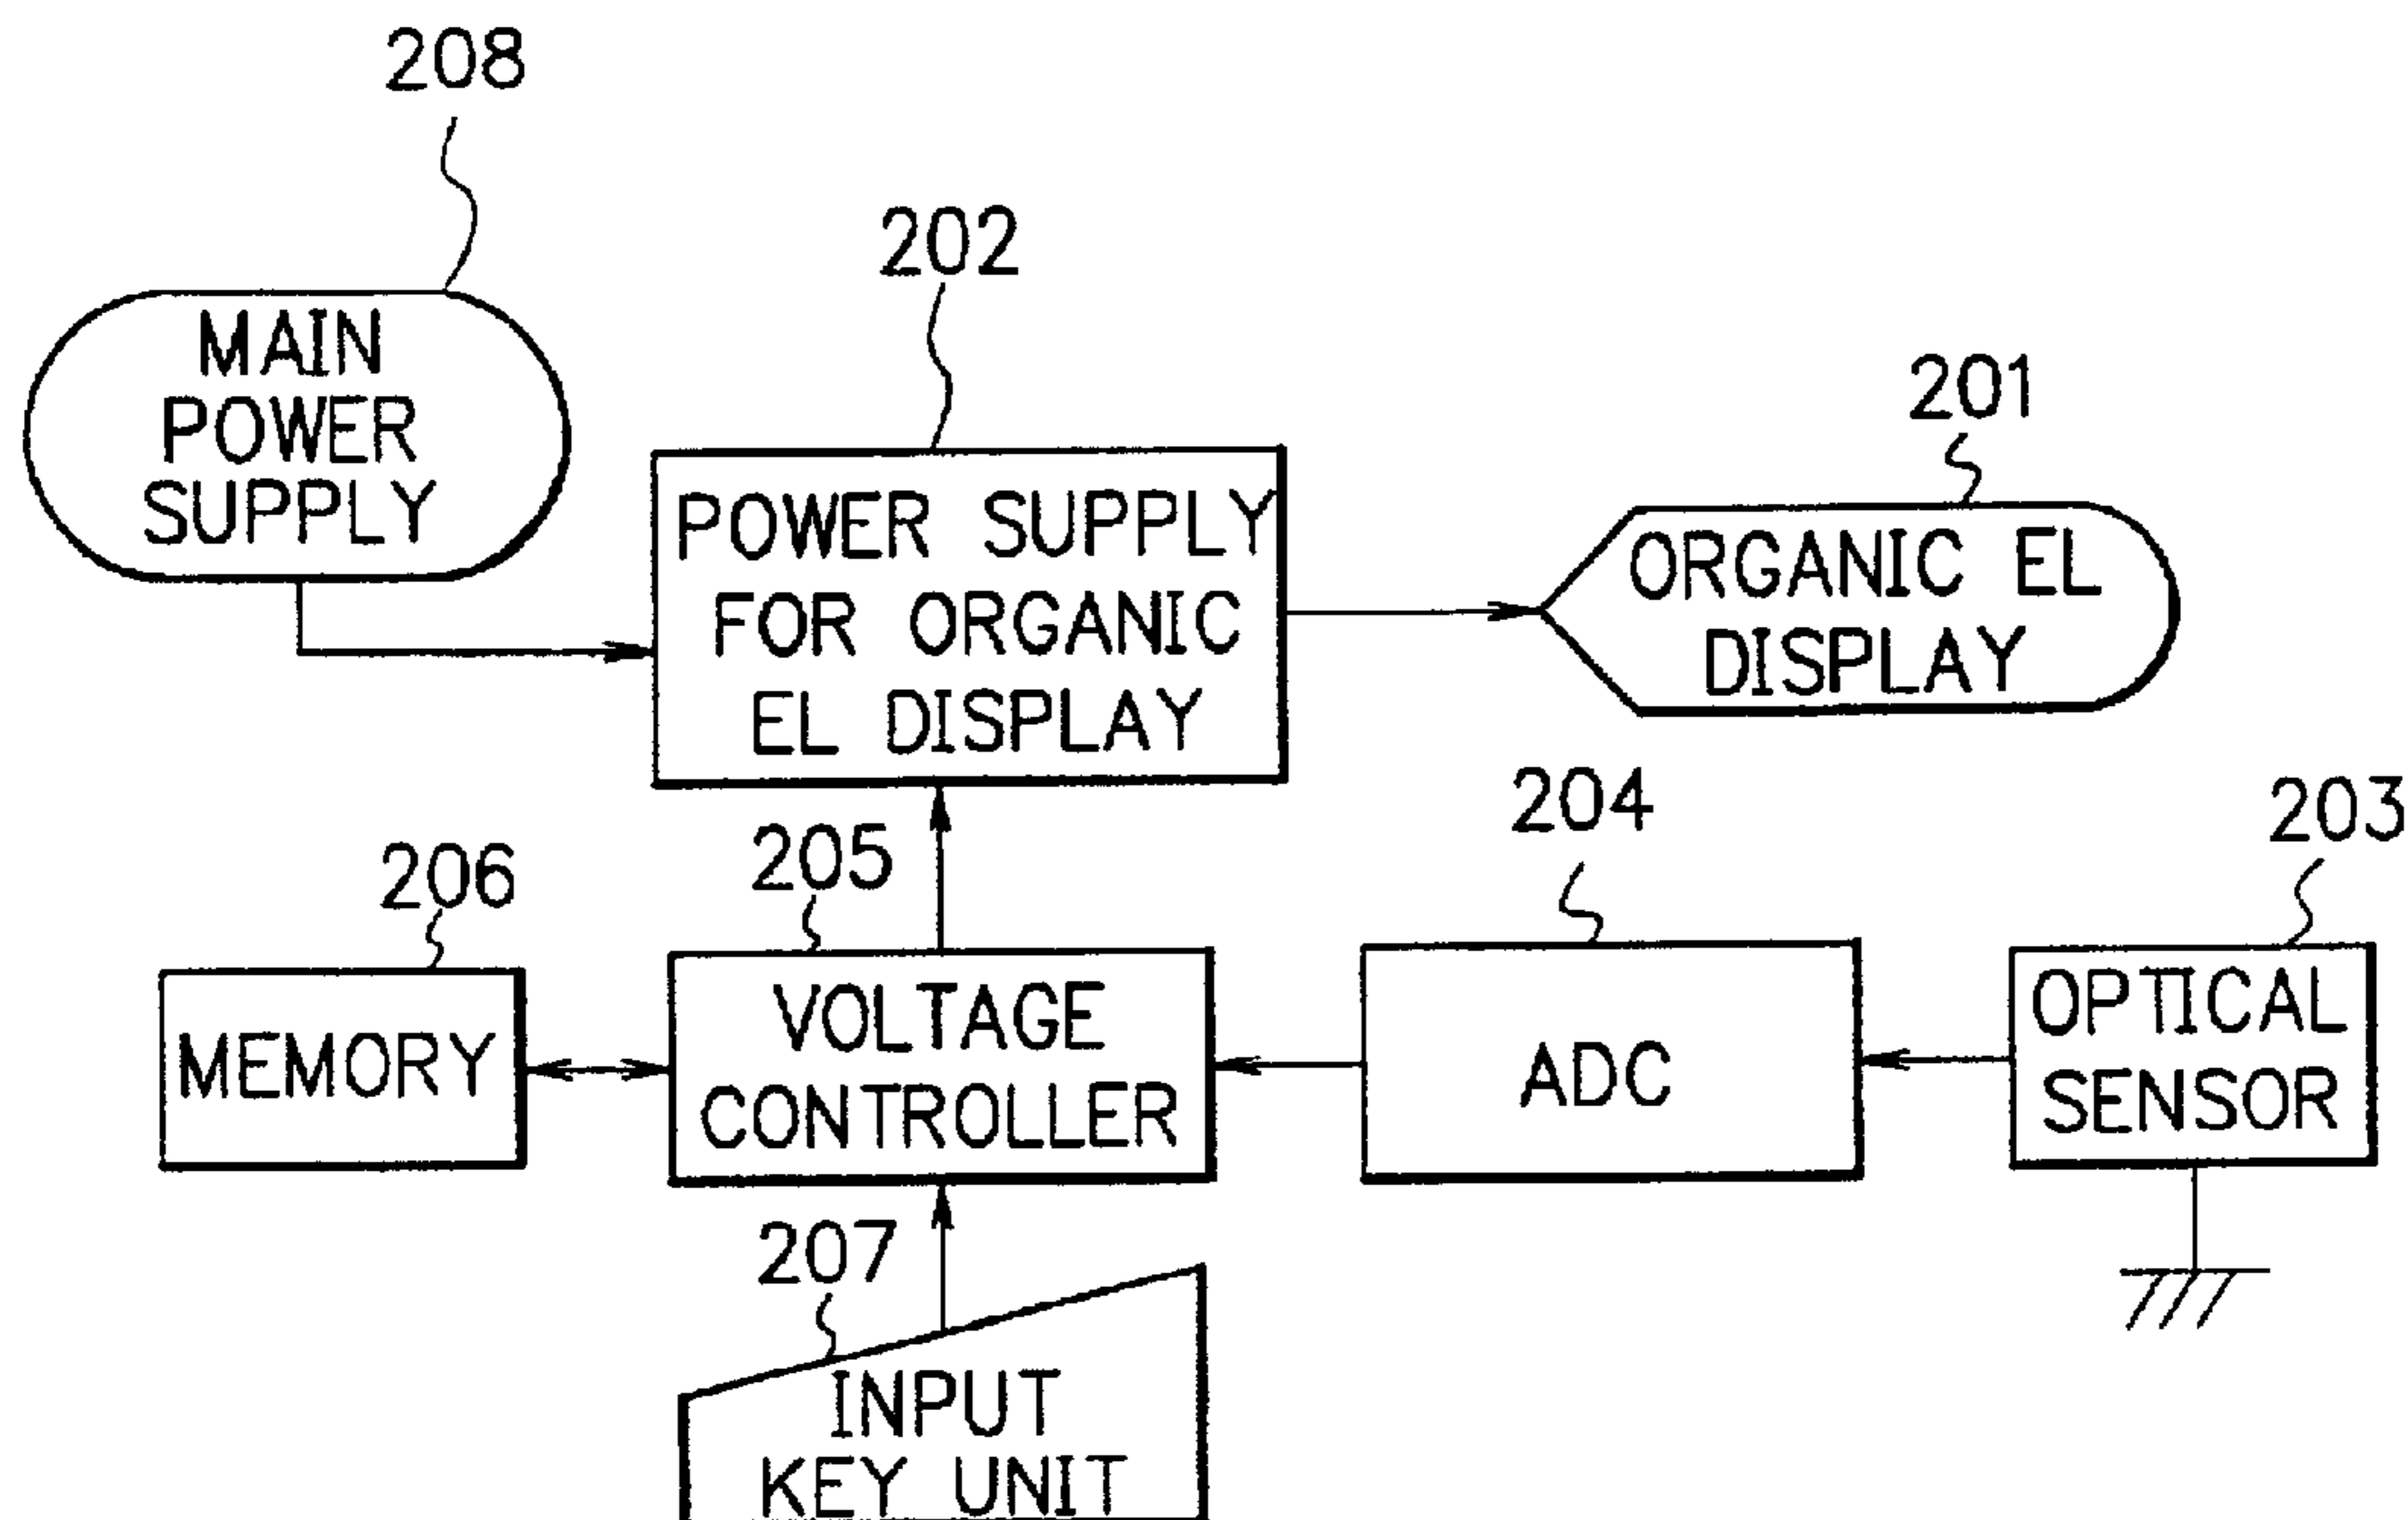 208
MAIN
POWER
SUPPLY
202
POWER SUPPLY
FOR ORGANIC
EL DISPLAY
201
ORGANIC EL
DISPLAY
206
MEMORY
205
VOLTAGE
CONTROLLER
204
ADC
203
OPTICAL
SENSOR
207
INPUT
KEY UNIT